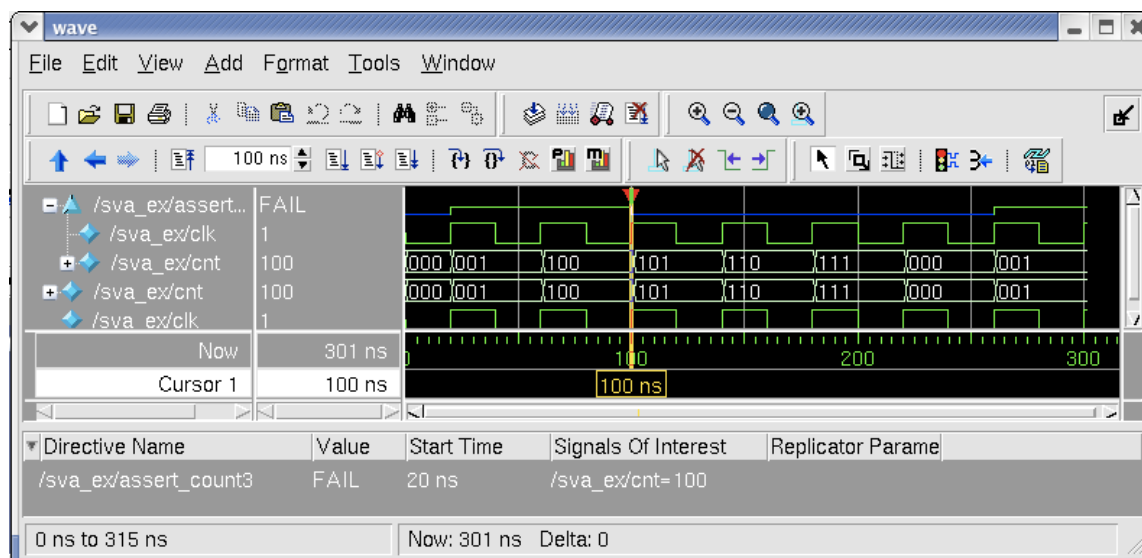 wave
File Edit View Add Format Tools Window
100 ns
/sva_ex/assert... FAIL
/sva_ex/clk 1
/sva_ex/cnt 100 000 001 100 101 110 111 000 001
/sva_ex/cnt 100 000 001 100 101 110 111 000 001
/sva_ex/clk 1
Now 301 ns 100 200 300
Cursor 1 100 ns 100 ns
Directive Name Value Start Time Signals Of Interest Replicator Parame
/sva_ex/assert_count3 FAIL 20 ns /sva_ex/cnt=100
0 ns to 315 ns Now: 301 ns Delta: 0